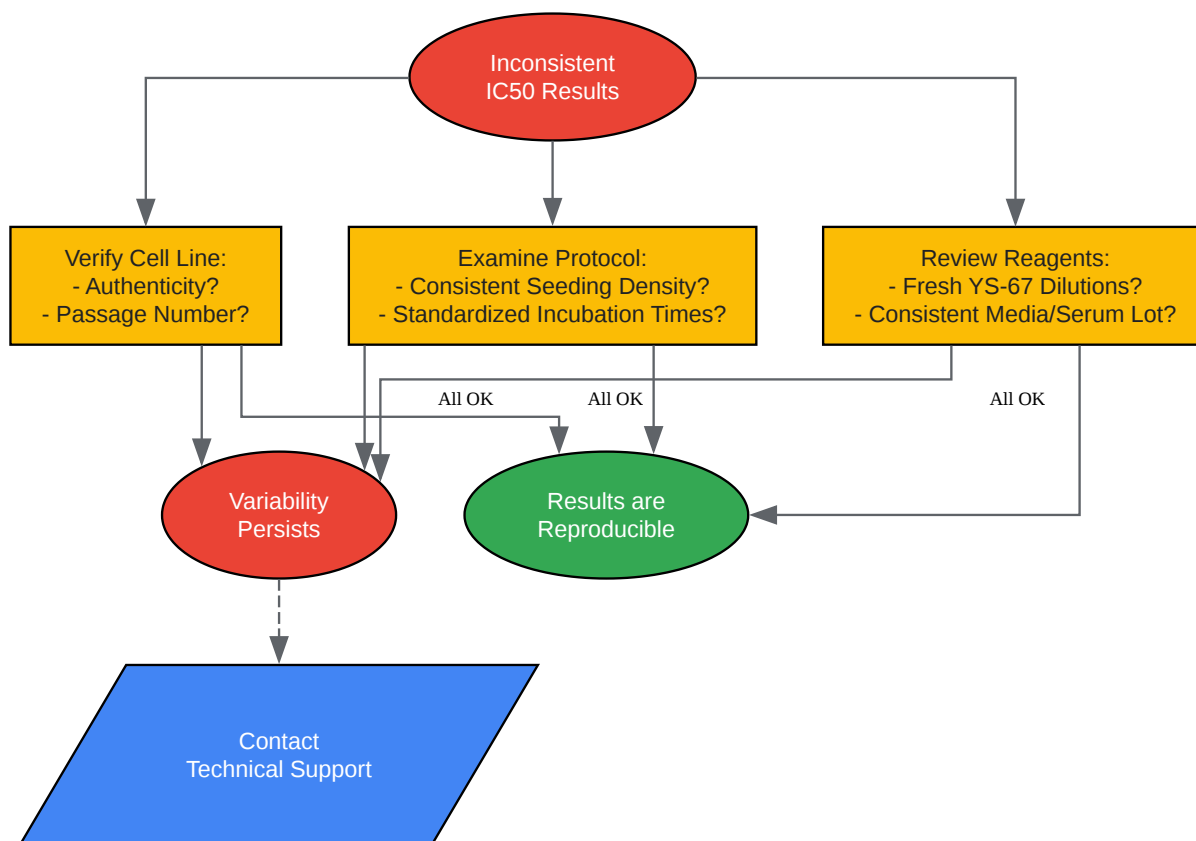 Inconsistent
IC50 Results
Verify Cell Line:
- Authenticity?
- Passage Number?
Examine Protocol:
- Consistent Seeding Density?
- Standardized Incubation Times?
Review Reagents:
- Fresh YS-67 Dilutions?
- Consistent Media/Serum Lot?
All OK
All OK
All OK
Variability
Persists
Results are
Reproducible
Contact
Technical Support